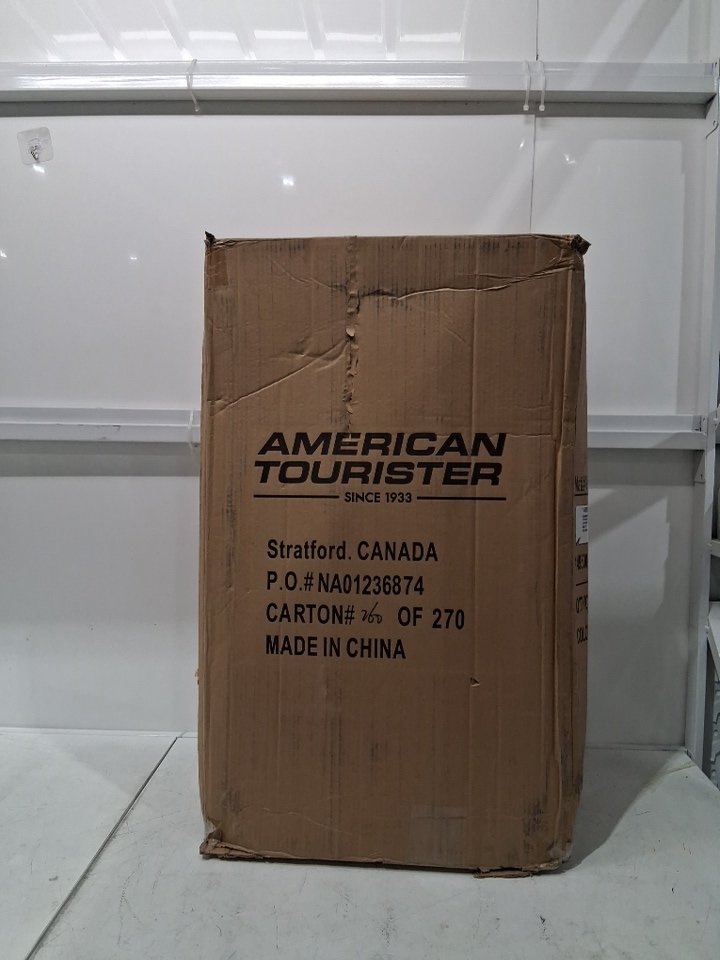 AMERICAN
TOURISTER
SINCE 1933
Stratford. CANADA
P.O.# NA01236874
CARTON# 260 OF 270
MADE IN CHINA